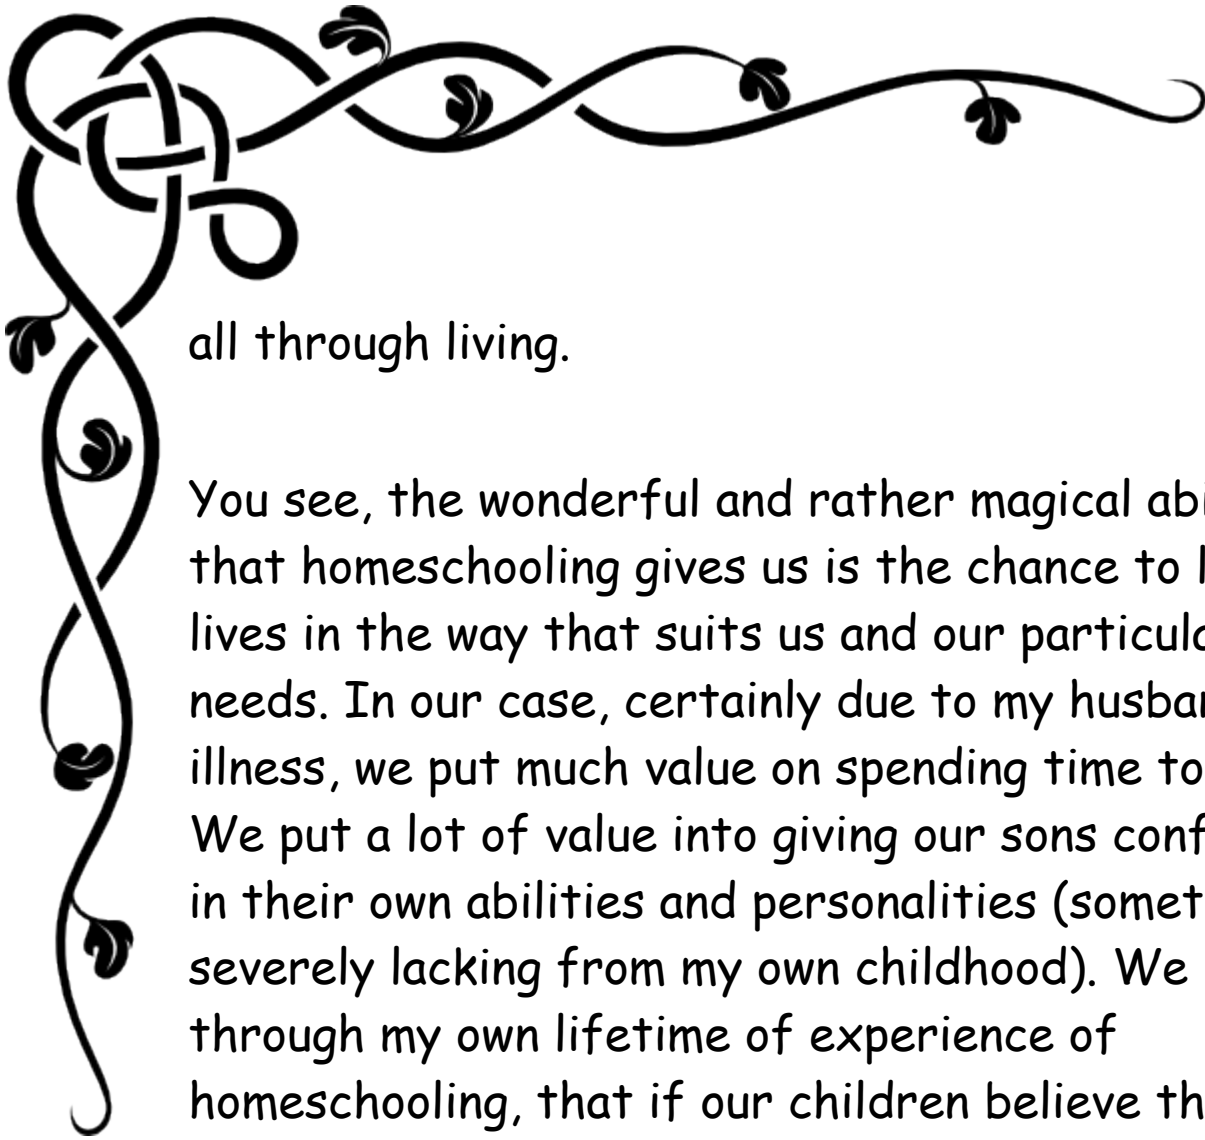 all through living.
You see, the wonderful and rather magical
that homeschooling gives us is the chance to
lives in the way that suits us and our
needs. In our case, certainly due to my
illness, we put much value on spending time
We put a lot of value into giving our sons
in their own abilities and personalities
severely lacking from my own childhood). We
through my own lifetime of experience of
homeschooling, that if our children believe